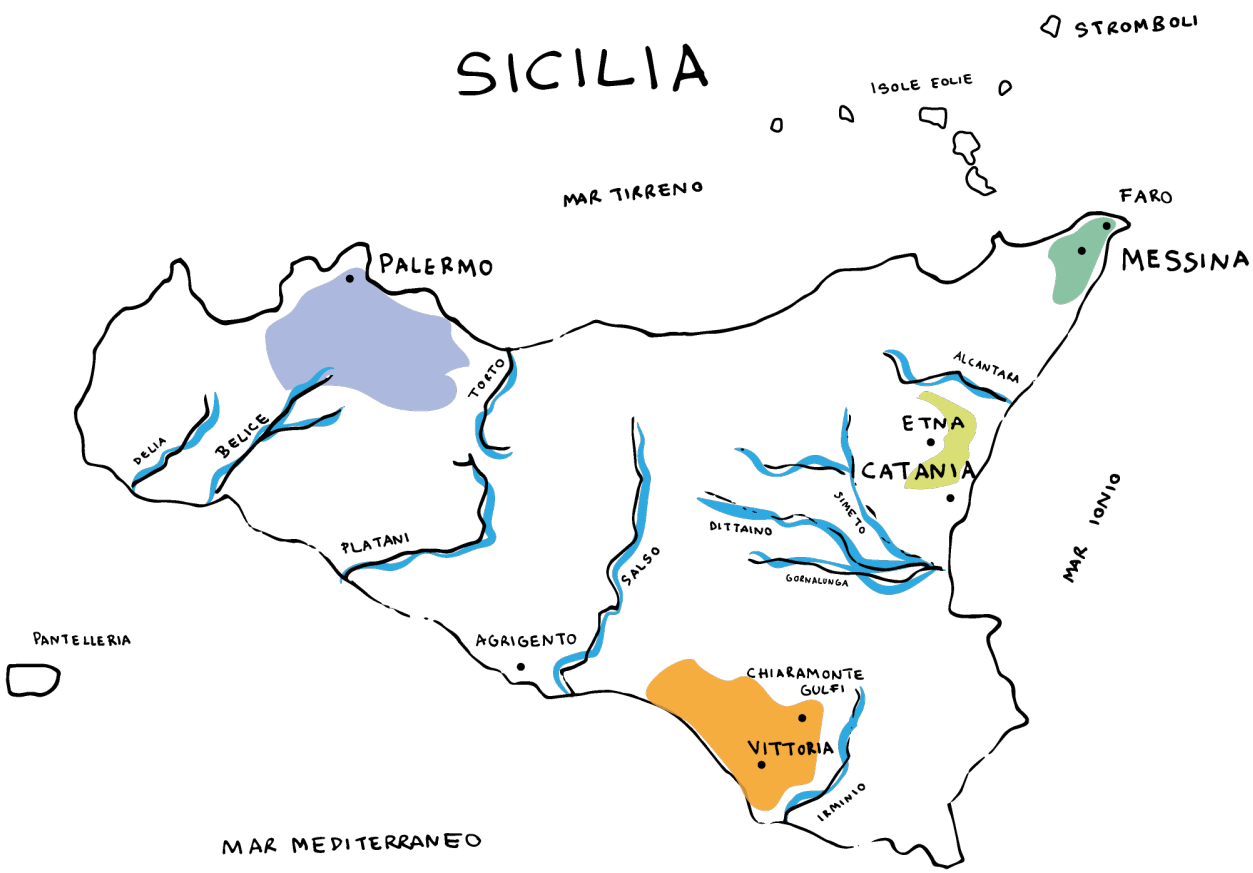 STROMBOLI
SICILIA
ISOLE EOLIE
MAR TIRRENO
FARO
MESSINA
PALERMO
TORTO
ALCANTARA
DELIA
BELICE
ETNA
CATANIA
SIMETO
DITTAINO
MAR IONIO
PLATANI
SALSO
GORNALUNGA
PANTELLERIA
AGRIGENTO
CHIARAMONTE
GULFI
VITTORIA
IRMINIO
MAR MEDITERRANEO